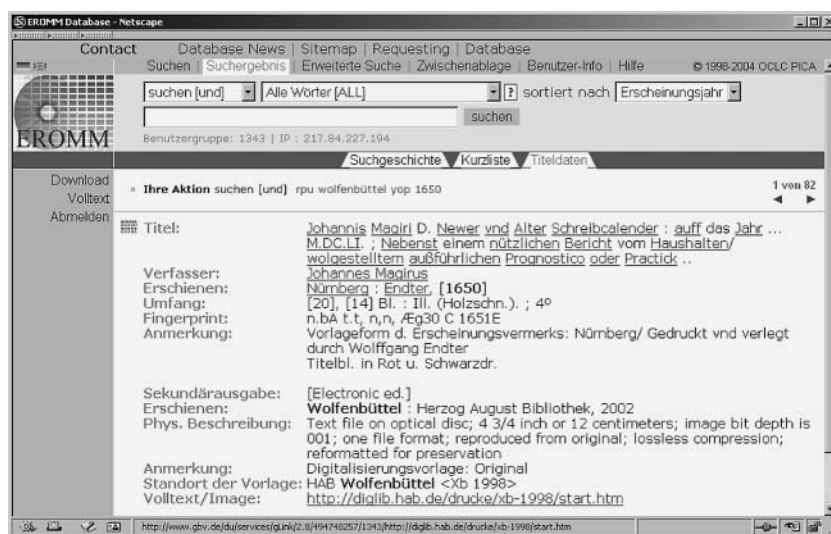 EROMM Database - Netscape
Contact Database News | Sitemap | Requesting | Database
Suchen | Suchergebnis | Erweiterte Suche | Zwischenablage | Benutzer-Info | Hilfe © 1998-2004 OCLC PICA
suchen [und] Alle Wörter [ALL] ? sortiert nach Erscheinungsjahr
suchen
EROMM
Benutzergruppe: 1343 | IP : 217.84.227.194
Suchgeschichte Kurzliste Titeldaten
Download
Volltext
Abmelden
Ihre Aktion suchen [und] rpu wolfenbüttel yop 1650
1 von 82
Titel: Johannis Magiri D. Newer vnd Alter Schreibcalender : auff das Jahr ...
M.DC.LI. ; Nebenst einem nützlichen Bericht vom Haushalten/
wolgestelltem außführlichen Prognostico oder Practick ..
Verfasser: Johannes Magirus
Erschienen: Nürnberg : Endter, [1650]
Umfang: [20], [14] Bl. : Ill. (Holzschn.). ; 4º
Fingerprint: n.bA t.t, n,n, Æg30 C 1651E
Anmerkung: Vorlageform d. Erscheinungsvermerks: Nürnberg/ Gedruckt vnd verlegt
durch Wolffgang Endter
Titelbl. in Rot u. Schwarzdr.
Sekundärausgabe: [Electronic ed.]
Erschienen: Wolfenbüttel : Herzog August Bibliothek, 2002
Phys. Beschreibung: Text file on optical disc; 4 3/4 inch or 12 centimeters; image bit depth is
001; one file format; reproduced from original; lossless compression;
reformatted for preservation
Anmerkung: Digitalisierungsvorlage: Original
Standort der Vorlage: HAB Wolfenbüttel <Xb 1998>
Volltext/Image: http://diglib.hab.de/drucke/xb-1998/start.htm
http://www.gbv.de/du/services/gLink/2.8/494748257/1343/http://diglib.hab.de/drucke/xb-1998/start.htm